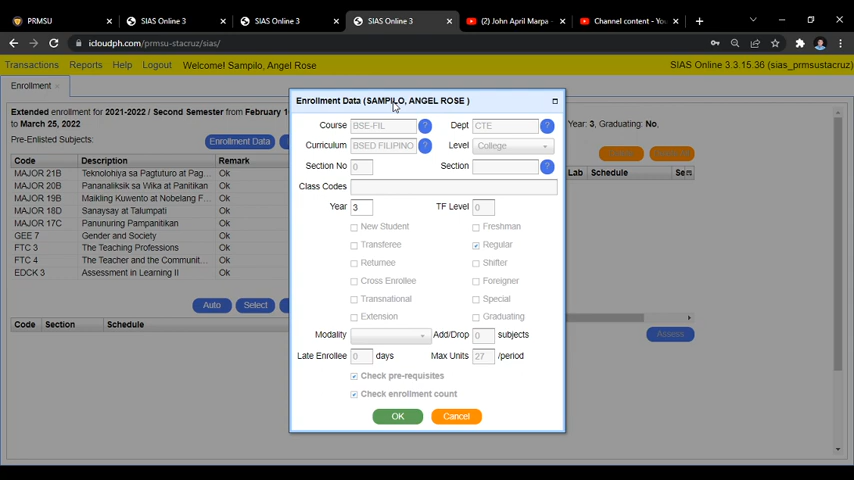 PRMSU
SIAS Online 3
SIAS Online 3
SIAS Online 3
(2) John April Marpa -
Channel content - You
icloudph.com/prmsu-stacruz/sias/
Transactions Reports Help Logout Welcome! Sampilo, Angel Rose SIAS Online 3.3.15.36 (sias_prmsustacruz)
Enrollment
Extended enrollment for 2021-2022 / Second Semester from February
to March 25, 2022
Pre-Enlisted Subjects: Enrollment Data
Year: 3, Graduating: No,
Code Description Remark
MAJOR 21B Teknolohiya sa Pagtuturo at Pag... Ok
MAJOR 20B Pananaliksik sa Wika at Panitikan Ok
MAJOR 19B Maikling Kuwento at Nobelang F... Ok
MAJOR 18D Sanaysay at Talumpati Ok
MAJOR 17C Panunuring Pampanitikan Ok
GEE 7 Gender and Society Ok
FTC 3 The Teaching Professions Ok
FTC 4 The Teacher and the Communit... Ok
EDCK 3 Assessment in Learning II Ok
Auto Select
Code Section Schedule
Lab Schedule
Assess
Enrollment Data (SAMPILO, ANGEL ROSE )
Course BSE-FIL ? Dept CTE ?
Curriculum BSED FILIPINO ? Level College
Section No 0 Section ?
Class Codes
Year 3 TF Level 0
New Student Freshman
Transferee Regular
Returnee Shifter
Cross Enrollee Foreigner
Transnational Special
Extension Graduating
Modality Add/Drop 0 subjects
Late Enrollee 0 days Max Units 27 /period
Check pre-requisites
Check enrollment count
OK Cancel